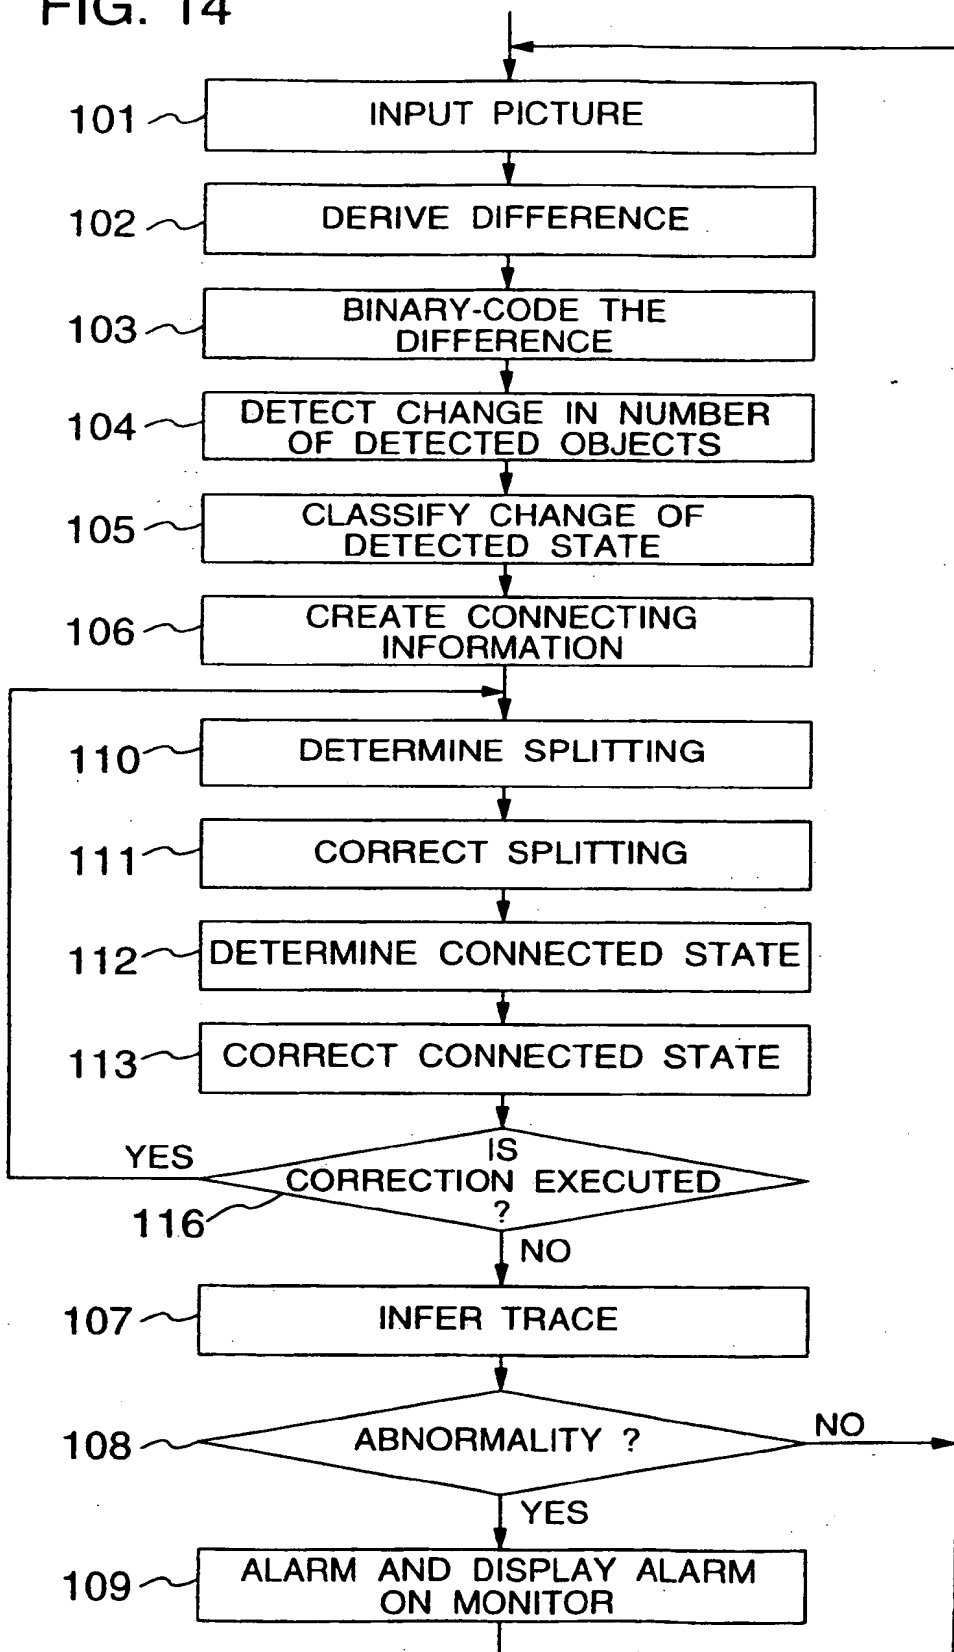 FIG. 14
101
INPUT PICTURE
102
DERIVE DIFFERENCE
103
BINARY-CODE THE
DIFFERENCE
104
DETECT CHANGE IN NUMBER
OF DETECTED OBJECTS
105
CLASSIFY CHANGE OF
DETECTED STATE
106
CREATE CONNECTING
INFORMATION
110
DETERMINE SPLITTING
111
CORRECT SPLITTING
112
DETERMINE CONNECTED STATE
113
CORRECT CONNECTED STATE
YES
IS
CORRECTION EXECUTED
?
116
NO
107
INFER TRACE
108
ABNORMALITY ?
NO
YES
109
ALARM AND DISPLAY ALARM
ON MONITOR